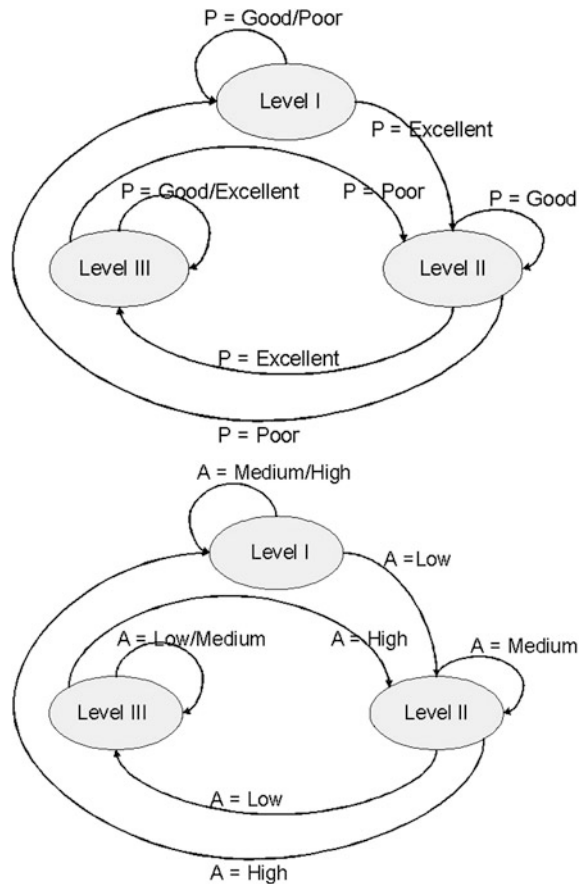 P = Good/Poor
Level I
P = Excellent
P = Good/Excellent
P = Poor
P = Good
Level III
Level II
P = Excellent
P = Poor
A = Medium/High
Level I
A =Low
A = Low/Medium
A = High
A = Medium
Level III
Level II
A = Low
A = High